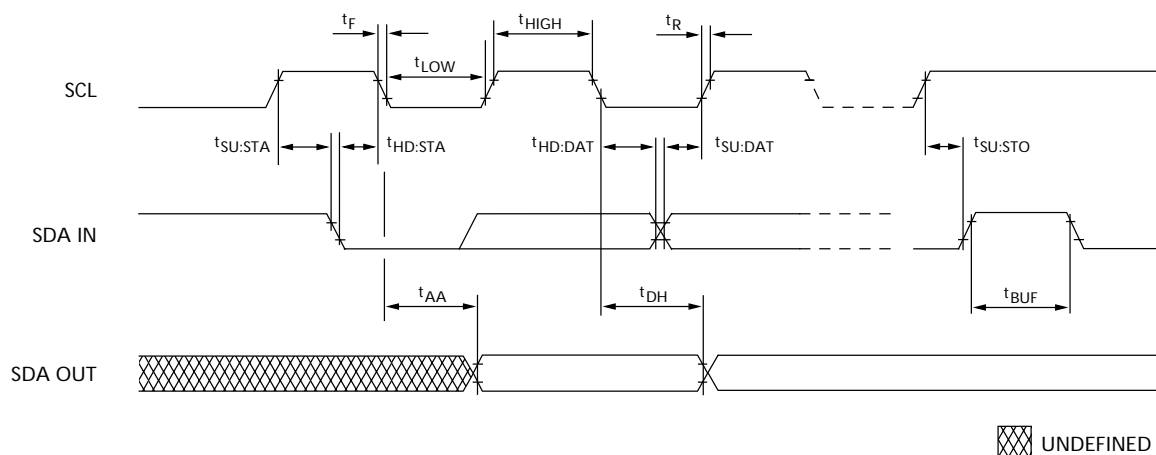 tF
tHIGH
tR
tLOW
SCL
tSU:STA
tHD:STA
tHD:DAT
tSU:DAT
tSU:STO
SDA IN
tAA
tDH
tBUF
SDA OUT
UNDEFINED